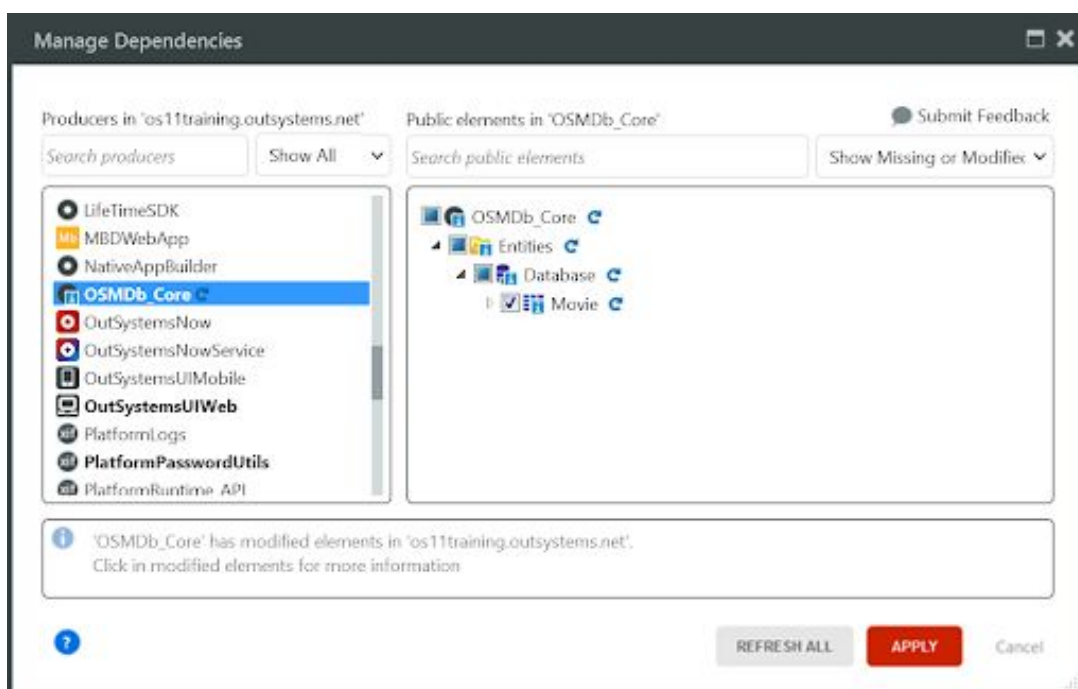 Manage Dependencies
Producers in 'os11training.outsystems.net'
Search producers
Show All
LifeTimeSDK
Mb MBDWebApp
NativeAppBuilder
OSMDb_Core
OutSystemsNow
OutSystemsNowService
OutSystemsUIMobile
OutSystemsUIWeb
PlatformLogs
PlatformPasswordUtils
PlatformRuntime_API
Public elements in 'OSMDb_Core'
Submit Feedback
Search public elements
Show Missing or Modified
OSMDb_Core
Entities
Database
Movie
'OSMDb_Core' has modified elements in 'os11training.outsystems.net'.
Click in modified elements for more information
?
REFRESH ALL
APPLY
Cancel